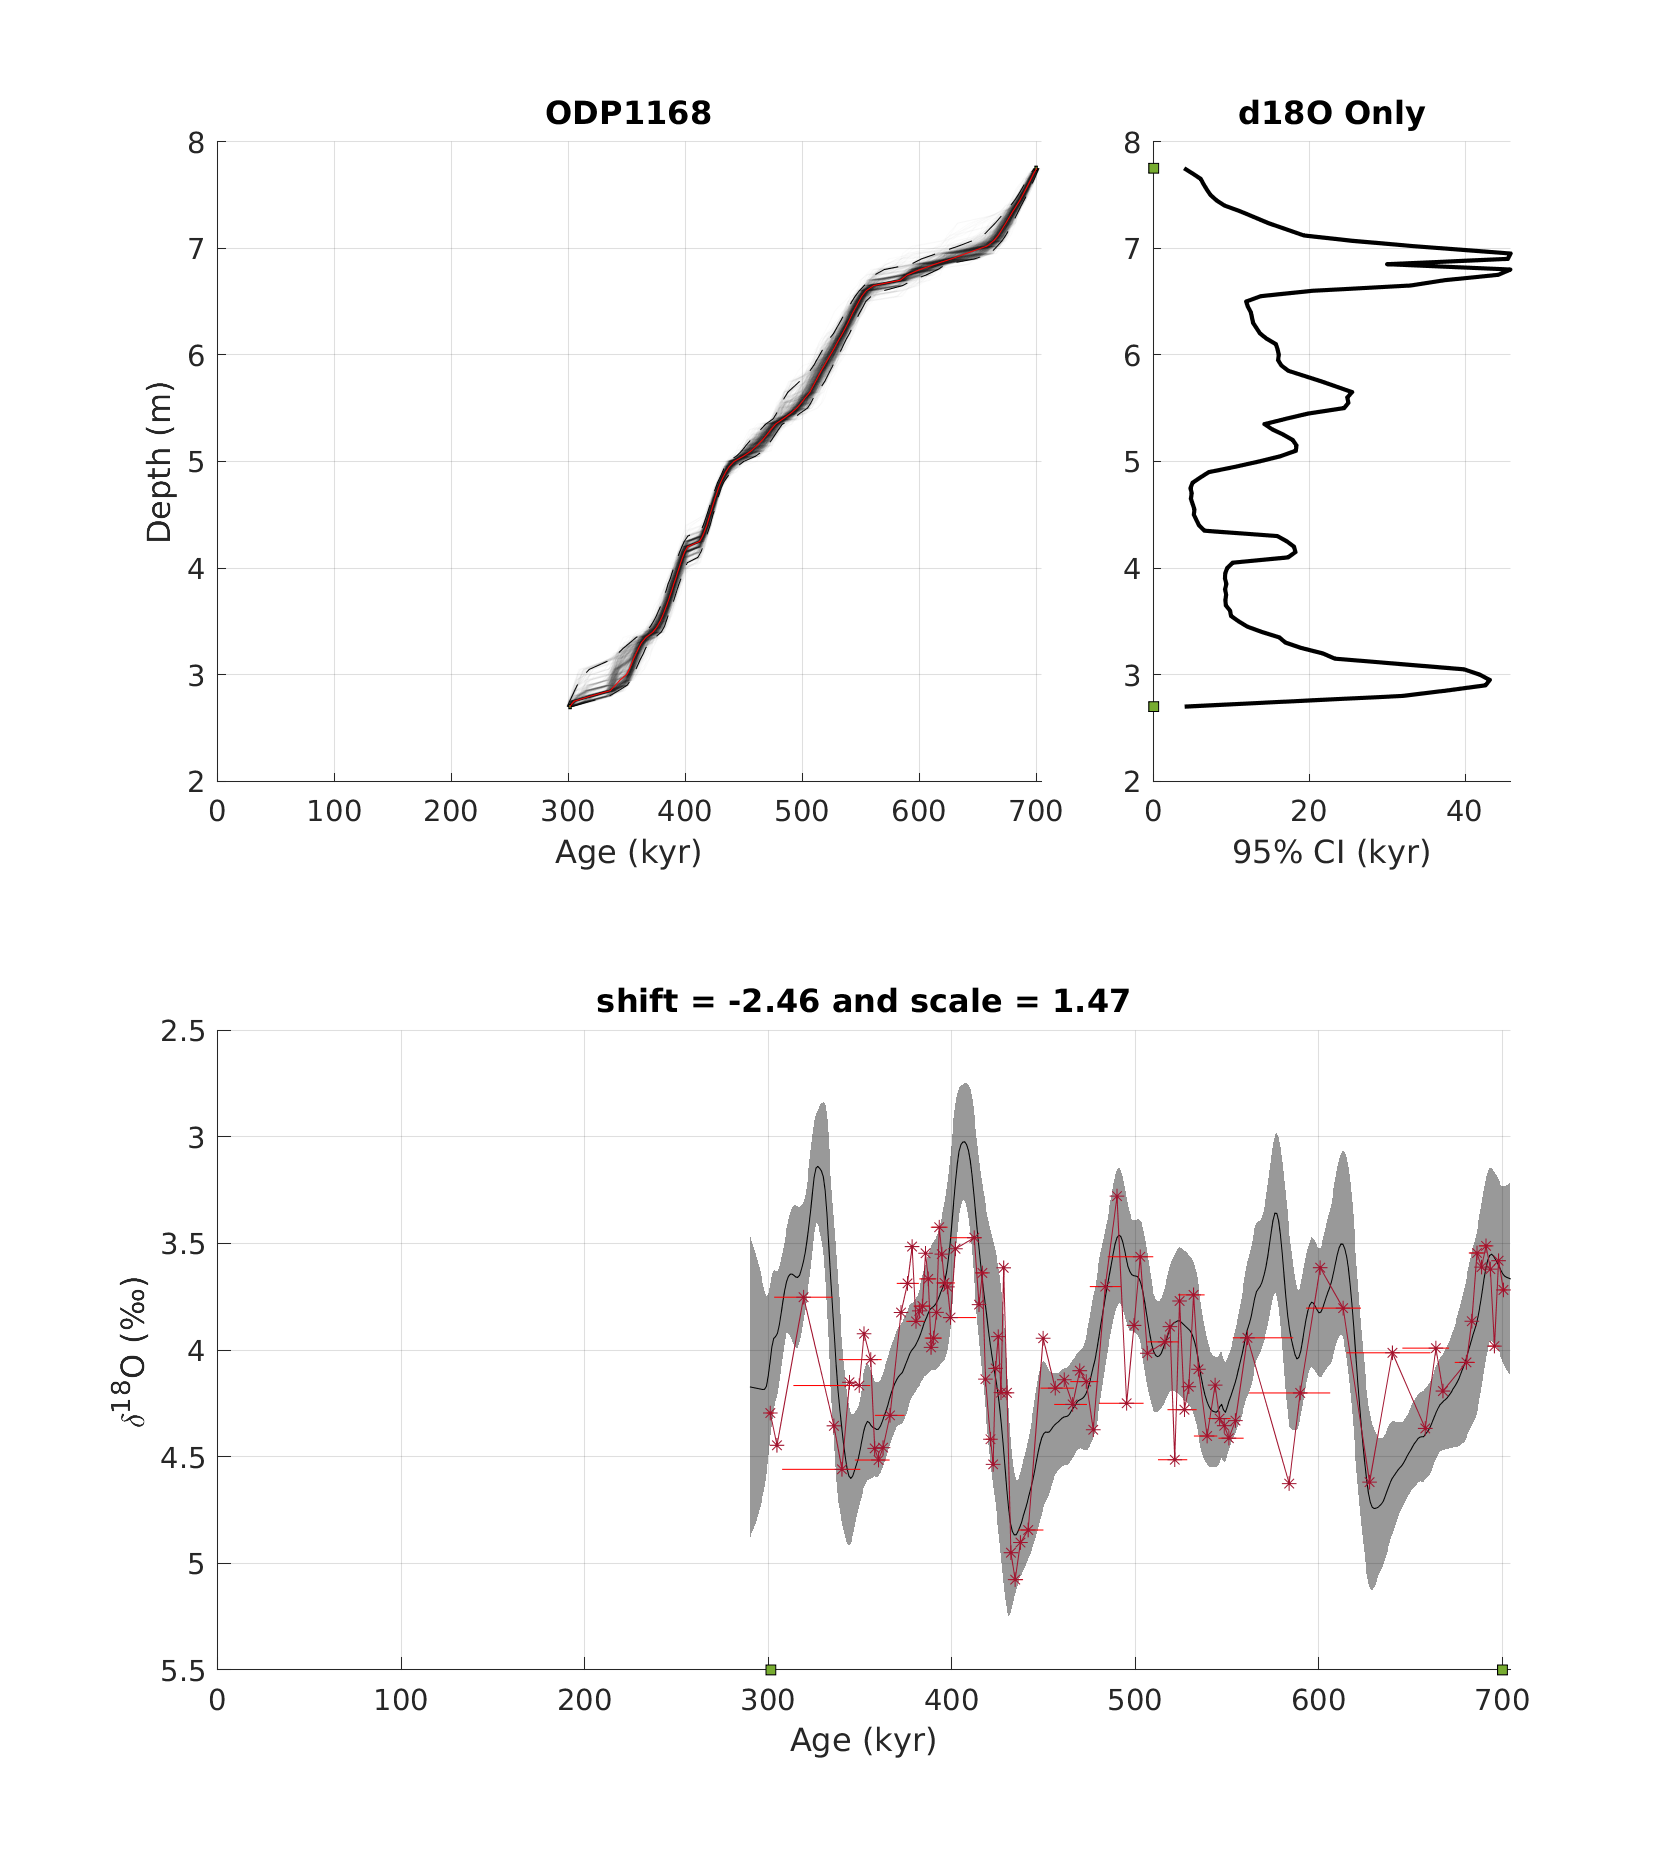 ODP1168
d18O Only
8
7
6
5
4
3
2
Depth (m)
0 100 200 300 400 500 600 700
Age (kyr)
8
7
6
5
4
3
2
0 20 40
95% CI (kyr)
shift = -2.46 and scale = 1.47
2.5
3
3.5
4
4.5
5
5.5
δ18O (‰)
0 100 200 300 400 500 600 700
Age (kyr)